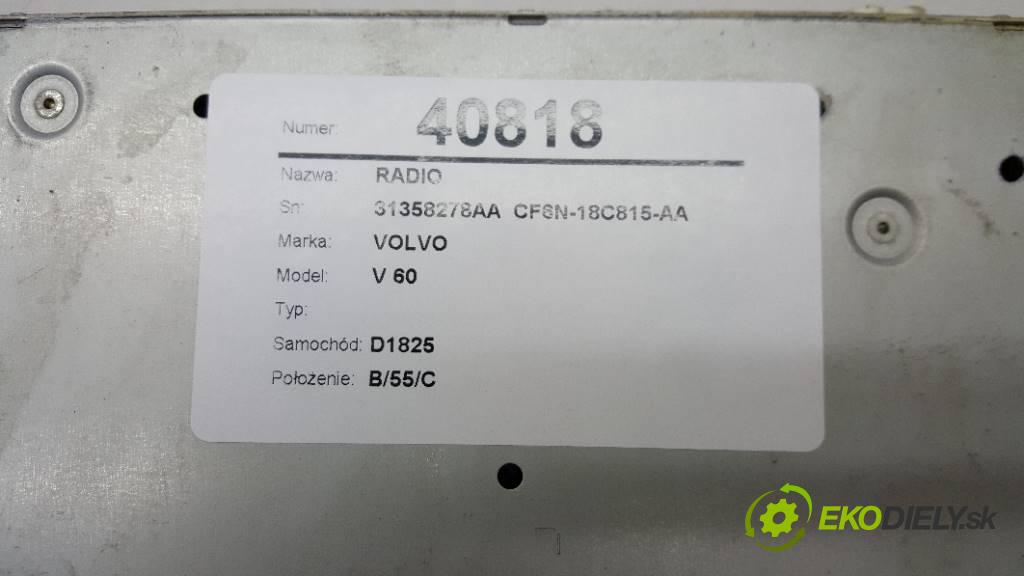 Numer: 40818
Nazwa: RADIO
Sn: 31358278AA CF8N-18C815-AA
Marka: VOLVO
Model: V 60
Typ:
Samochód: D1825
Położenie: B/55/C
EKODIELY.sk